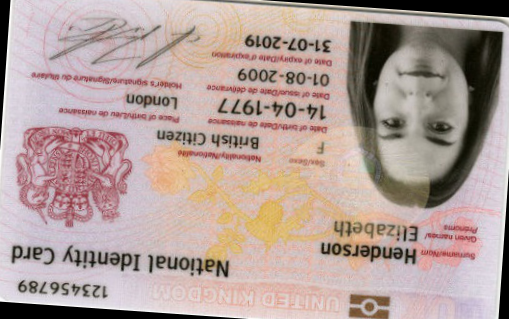 UNITED KINGDOM
123456789
National Identity Card
Surname/Nom
Henderson
Given names/
Prénoms
Elizabeth
Sex/Sexe
F
Nationality/Nationalité
British Citizen
Date of birth/Date de naissance
14-04-1977
Place of birth/Lieu de naissance
London
Date of issue/Date de délivrance
01-08-2009
Holder's signature/Signature du titulaire
Date of expiry/Date d'expiration
31-07-2019